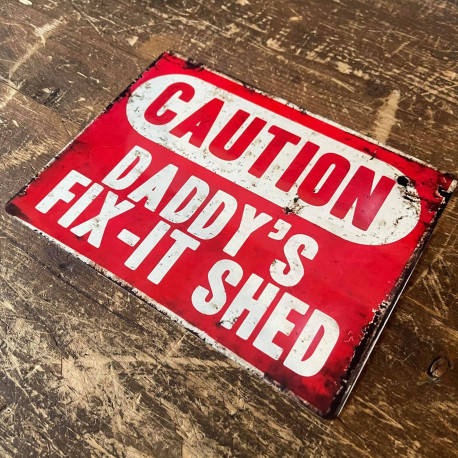 CAUTION
DADDY'S
FIX-IT SHED